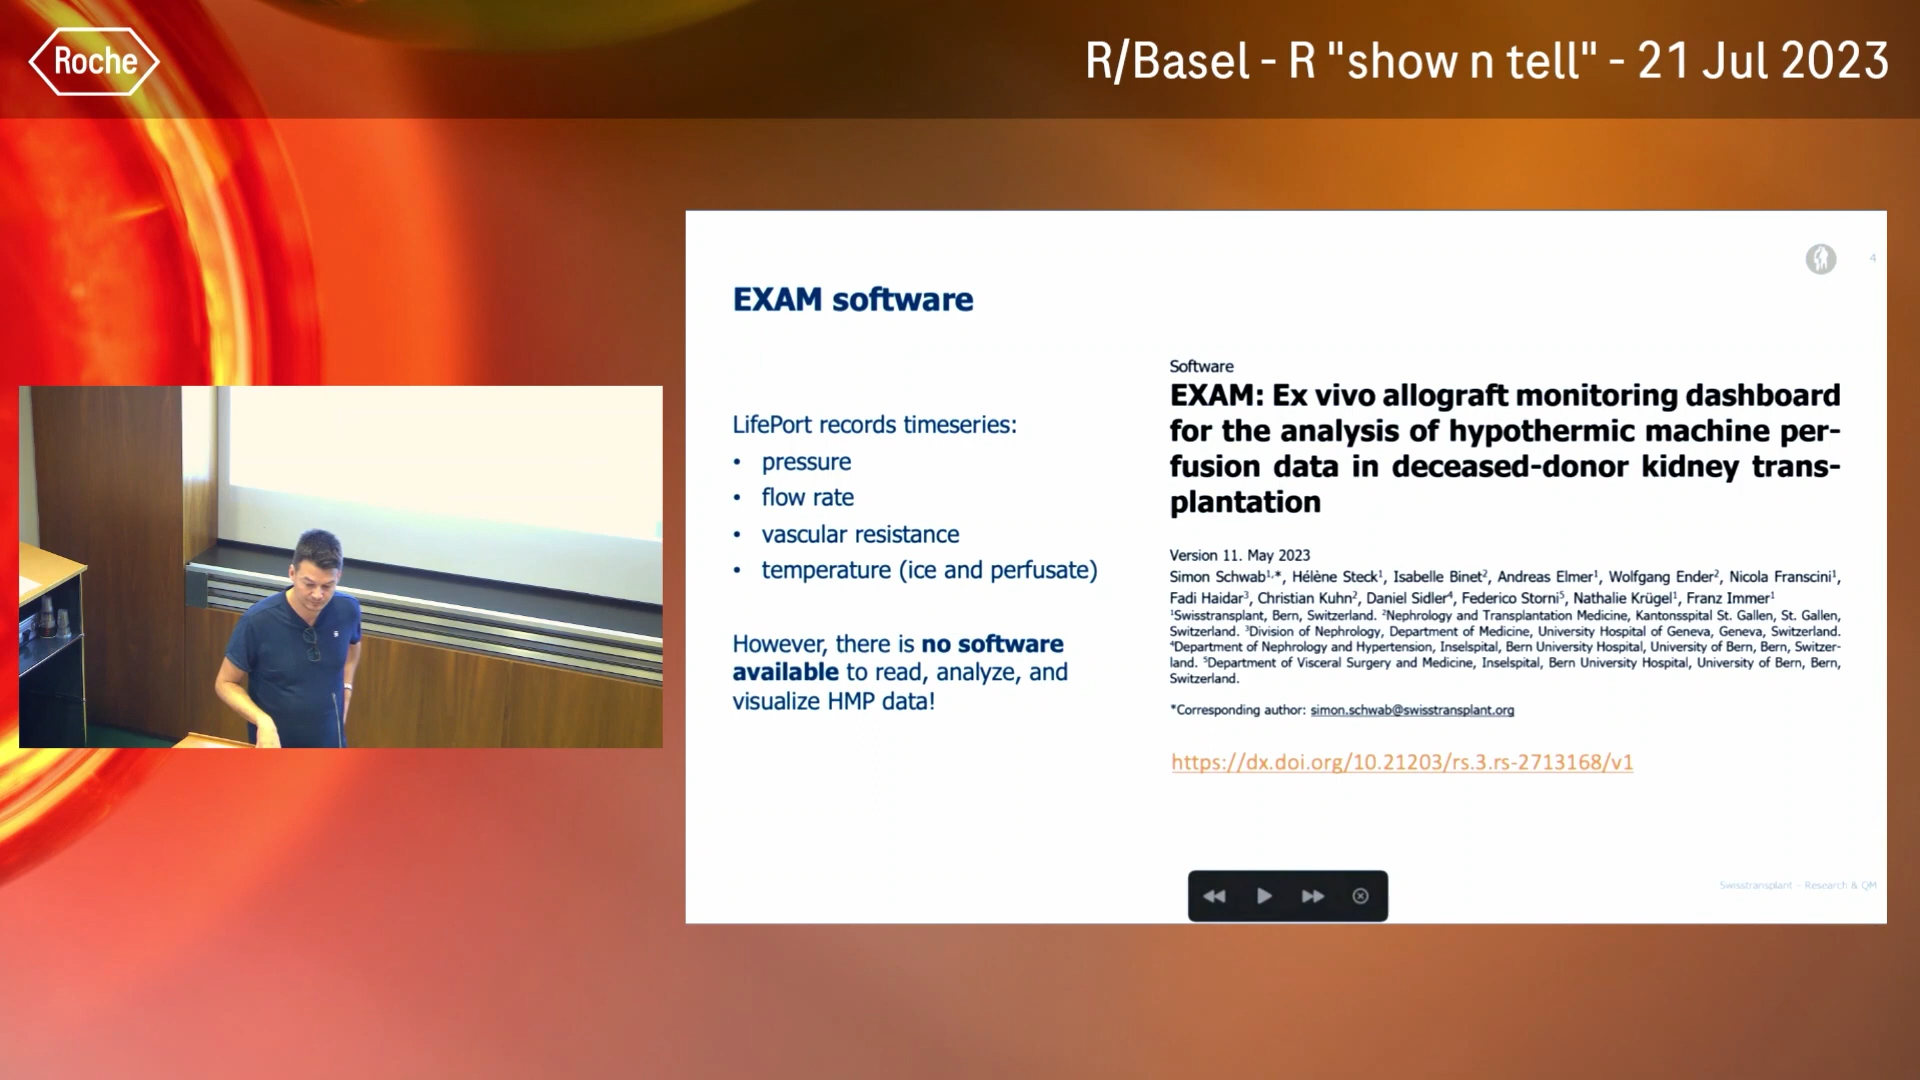 Roche
R/Basel - R "show n tell" - 21 Jul 2023
4
EXAM software
LifePort records timeseries:
• pressure
• flow rate
• vascular resistance
• temperature (ice and perfusate)
However, there is no software
available to read, analyze, and
visualize HMP data!
Software
EXAM: Ex vivo allograft monitoring dashboard
for the analysis of hypothermic machine per-
fusion data in deceased-donor kidney trans-
plantation
Version 11. May 2023
Simon Schwab¹,*, Hélène Steck¹, Isabelle Binet², Andreas Elmer¹, Wolfgang Ender², Nicola Franscini¹,
Fadi Haidar³, Christian Kuhn², Daniel Sidler⁴, Federico Storni⁵, Nathalie Krügel¹, Franz Immer¹
¹Swisstransplant, Bern, Switzerland. ²Nephrology and Transplantation Medicine, Kantonsspital St. Gallen, St. Gallen,
Switzerland. ³Division of Nephrology, Department of Medicine, University Hospital of Geneva, Geneva, Switzerland.
⁴Department of Nephrology and Hypertension, Inselspital, Bern University Hospital, University of Bern, Bern, Switzer-
land. ⁵Department of Visceral Surgery and Medicine, Inselspital, Bern University Hospital, University of Bern, Bern,
Switzerland.
*Corresponding author: simon.schwab@swisstransplant.org
https://dx.doi.org/10.21203/rs.3.rs-2713168/v1
Swisstransplant – Research & QM